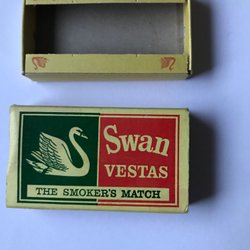 Swan
VESTAS
THE SMOKER'S MATCH